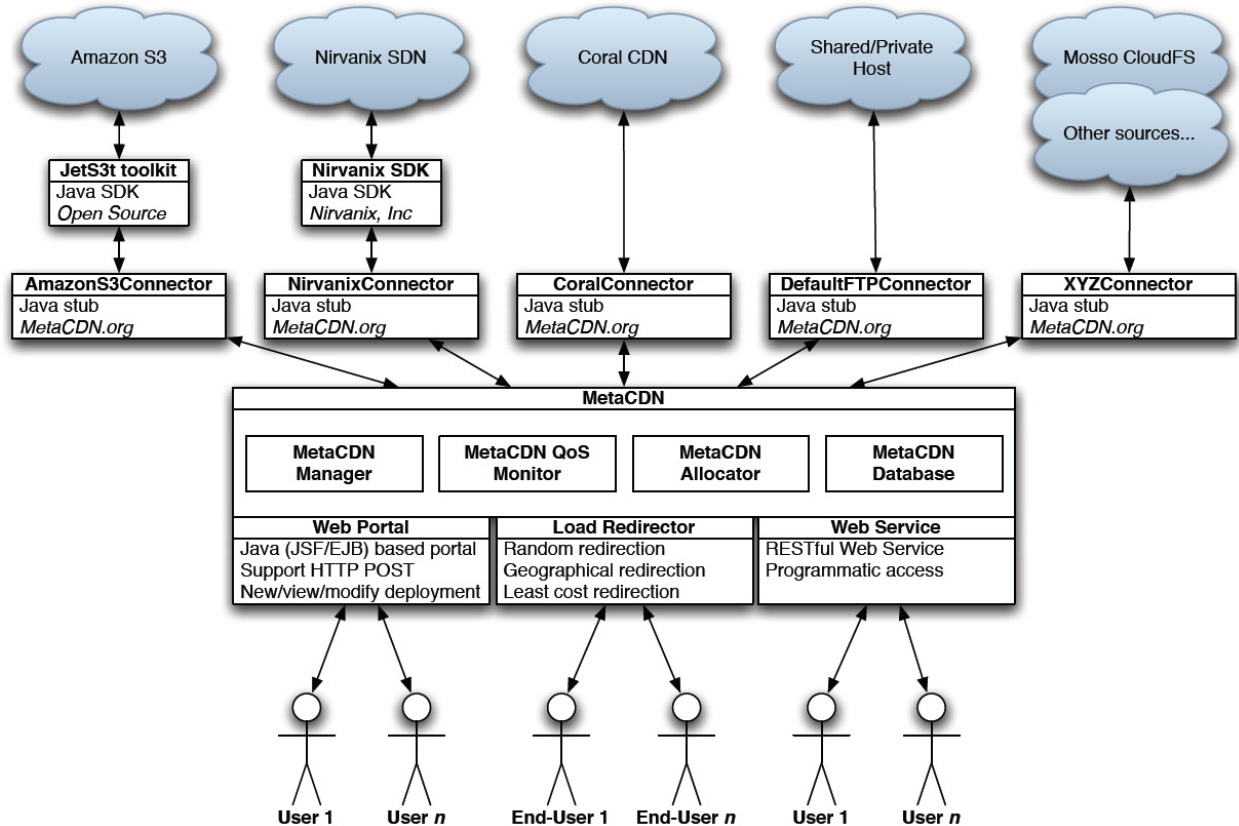 Amazon S3
Nirvanix SDN
Coral CDN
Shared/Private
Host
Mosso CloudFS
Other sources...
JetS3t toolkit
Java SDK
Open Source
Nirvanix SDK
Java SDK
Nirvanix, Inc
AmazonS3Connector
Java stub
MetaCDN.org
NirvanixConnector
Java stub
MetaCDN.org
CoralConnector
Java stub
MetaCDN.org
DefaultFTPConnector
Java stub
MetaCDN.org
XYZConnector
Java stub
MetaCDN.org
MetaCDN
MetaCDN
Manager
MetaCDN QoS
Monitor
MetaCDN
Allocator
MetaCDN
Database
Web Portal
Java (JSF/EJB) based portal
Support HTTP POST
New/view/modify deployment
Load Redirector
Random redirection
Geographical redirection
Least cost redirection
Web Service
RESTful Web Service
Programmatic access
User 1
User n
End-User 1
End-User n
User 1
User n